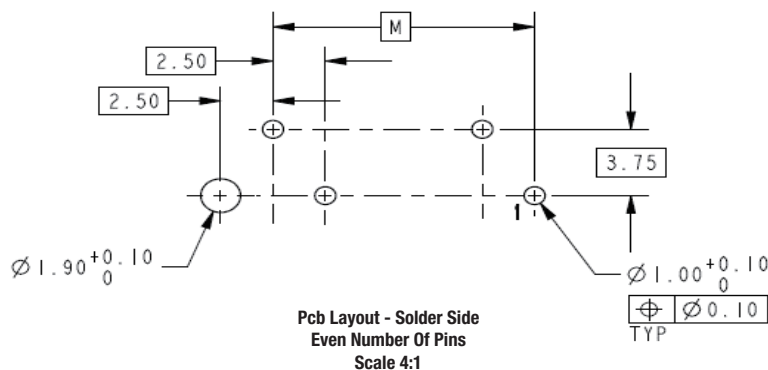 M
2.50
2.50
3.75
1
Ø1.90 +0.10
0
Ø1.00 +0.10
0
⌖ Ø0.10
TYP
Pcb Layout - Solder Side
Even Number Of Pins
Scale 4:1